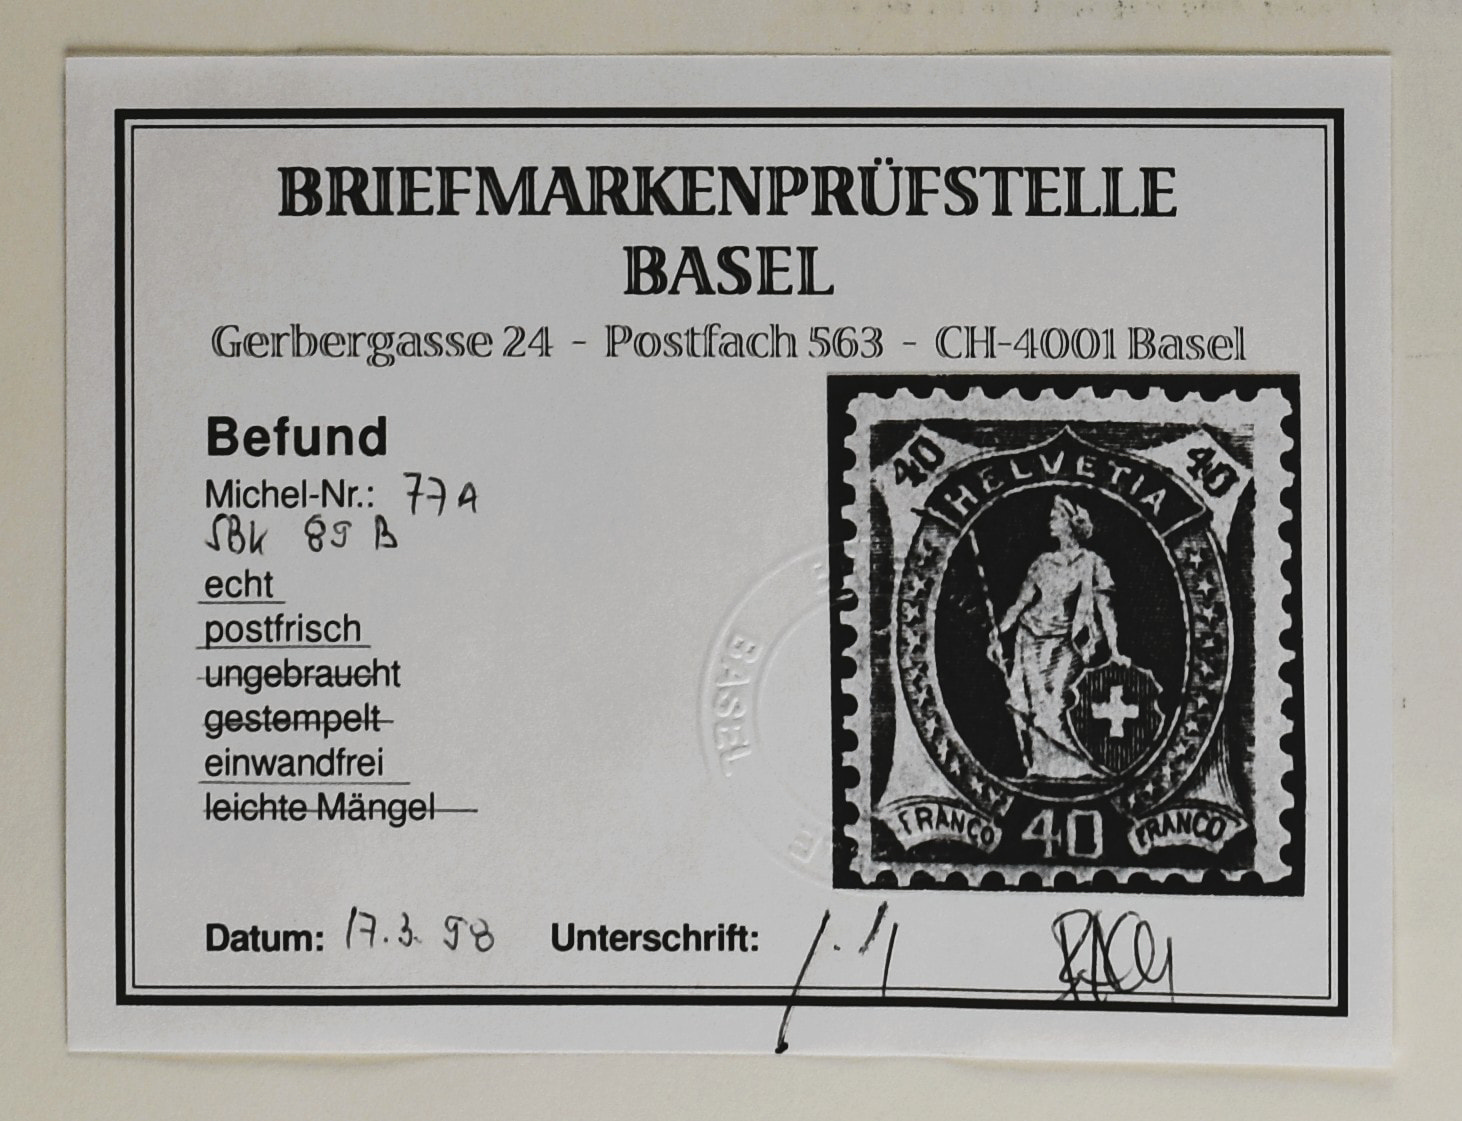 BRIEFMARKENPRÜFSTELLE
BASEL
Gerbergasse 24 - Postfach 563 - CH-4001 Basel
Befund
Michel-Nr.: 77A
SBK 89 B
echt
postfrisch
ungebraucht
gestempelt
einwandfrei
leichte Mängel
BASEL
40
40
HELVETIA
FRANCO
40
FRANCO
Datum: 17.3.98
Unterschrift: